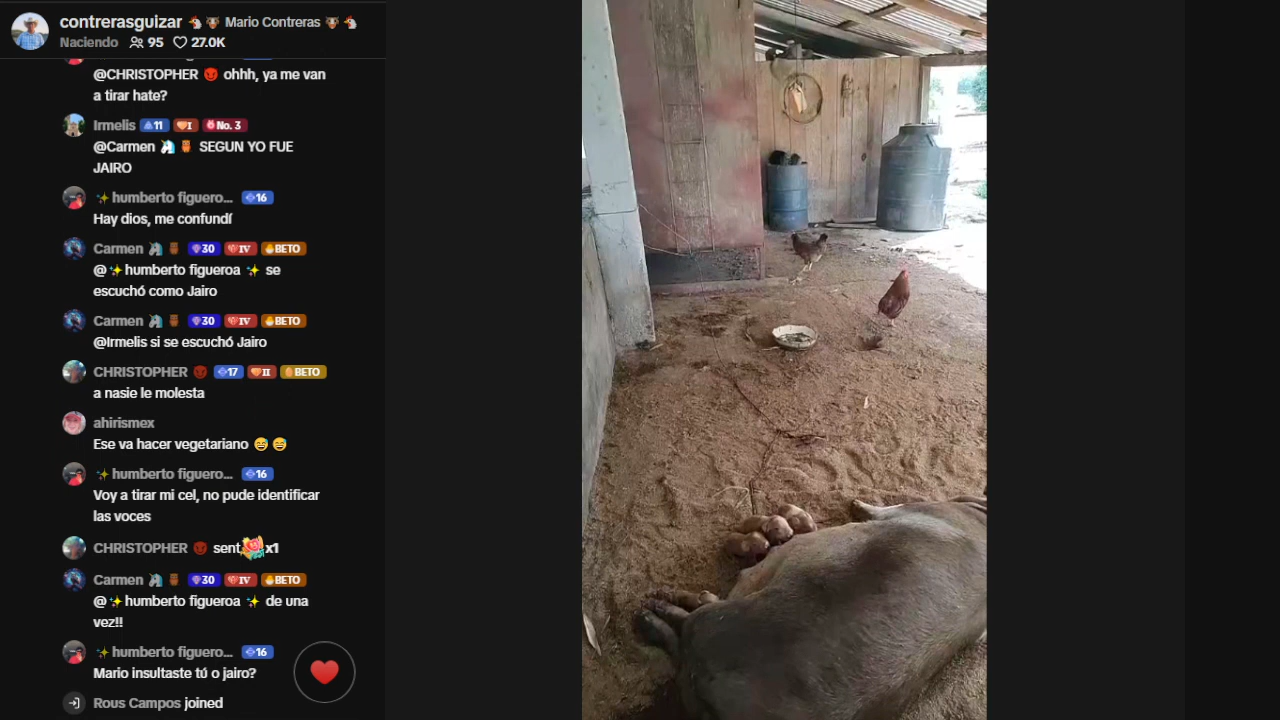 contrerasguizar 🐔 🐮 Mario Contreras 🐮 🐔
Naciendo 95 27.0K
@CHRISTOPHER 😈 ohhh, ya me van
a tirar hate?
Irmelis 11 I No. 3
@Carmen 🦄 🦉 SEGUN YO FUE
JAIRO
✨humberto figuero... 16
Hay dios, me confundí
Carmen 🦄 🦉 30 IV BETO
@✨humberto figueroa ✨ se
escuchó como Jairo
Carmen 🦄 🦉 30 IV BETO
@Irmelis si se escuchó Jairo
CHRISTOPHER 😈 17 II BETO
a nasie le molesta
ahirismex
Ese va hacer vegetariano 😅 😅
✨humberto figuero... 16
Voy a tirar mi cel, no pude identificar
las voces
CHRISTOPHER 😈 sent x1
Carmen 🦄 🦉 30 IV BETO
@✨humberto figueroa ✨ de una
vez!!
✨humberto figuero... 16
Mario insultaste tú o jairo?
Rous Campos joined